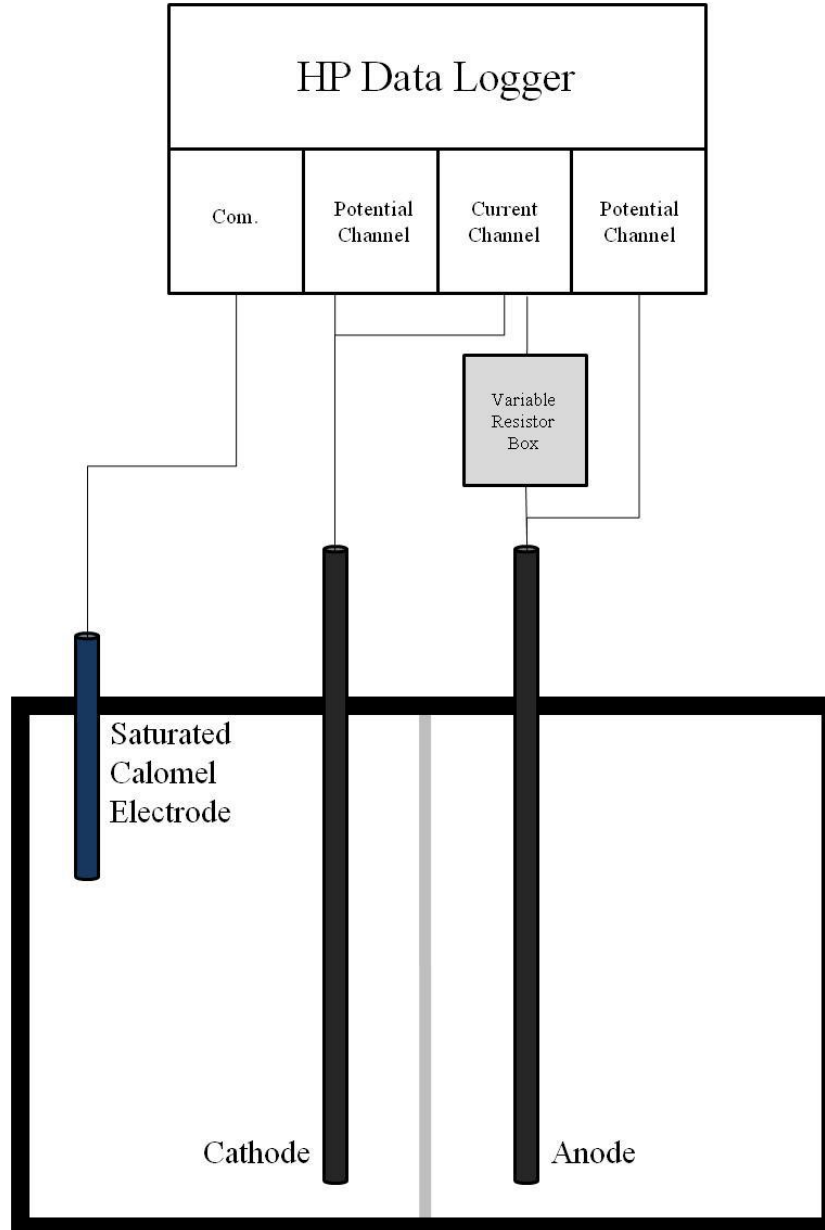 HP Data Logger
Com.
Potential
Channel
Current
Channel
Potential
Channel
Variable
Resistor
Box
Saturated
Calomel
Electrode
Cathode
Anode